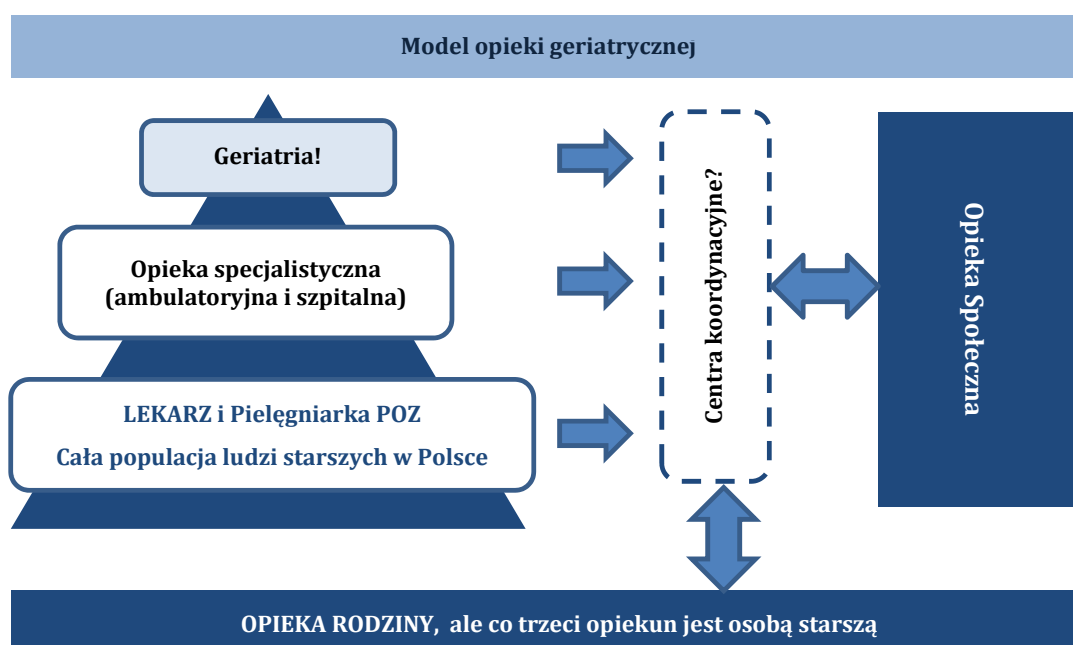 Model opieki geriatrycznej
Geriatria!
Opieka specjalistyczna
(ambulatoryjna i szpitalna)
LEKARZ i Pielęgniarka POZ
Cała populacja ludzi starszych w Polsce
Centra koordynacyjne?
Opieka Społeczna
OPIEKA RODZINY, ale co trzeci opiekun jest osobą starszą